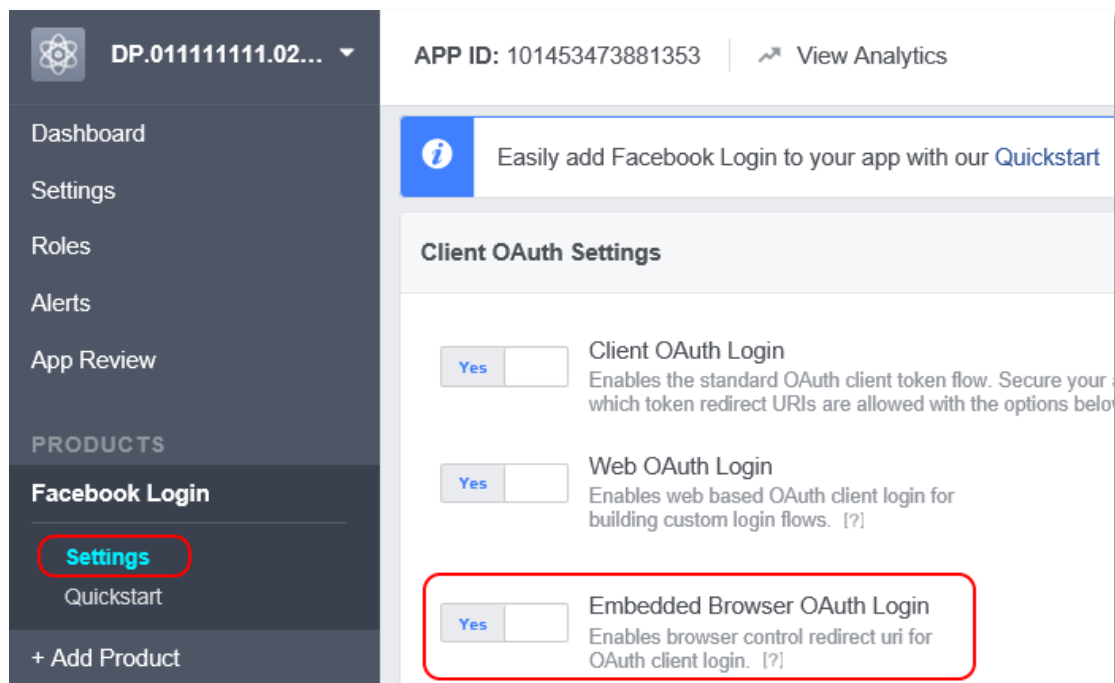 DP.011111111.02...
APP ID: 101453473881353
View Analytics
Dashboard
Settings
Roles
Alerts
App Review
PRODUCTS
Facebook Login
Settings
Quickstart
+ Add Product
Easily add Facebook Login to your app with our Quickstart
Client OAuth Settings
Yes
Client OAuth Login
Enables the standard OAuth client token flow. Secure your
which token redirect URIs are allowed with the options
Yes
Web OAuth Login
Enables web based OAuth client login for
building custom login flows. [?]
Yes
Embedded Browser OAuth Login
Enables browser control redirect uri for
OAuth client login. [?]